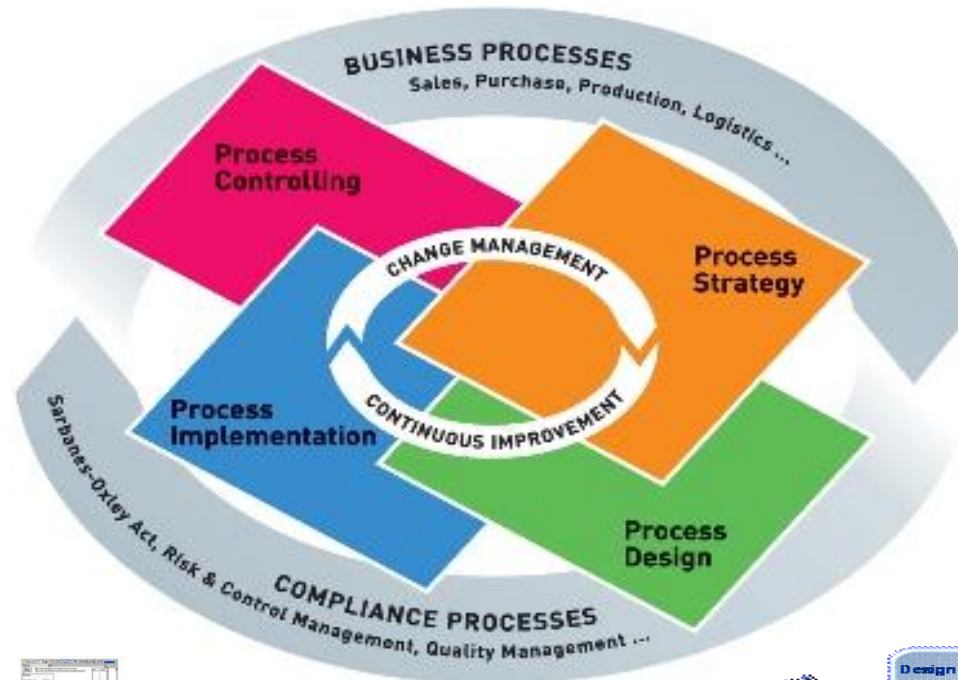 BUSINESS PROCESSES
Sales, Purchase, Production, Logistics ...
Process
Controlling
CHANGE MANAGEMENT
Process
Strategy
Process
Implementation
CONTINUOUS IMPROVEMENT
Process
Design
COMPLIANCE PROCESSES
Sarbanes-Oxley Act, Risk & Control Management, Quality Management ...
Design